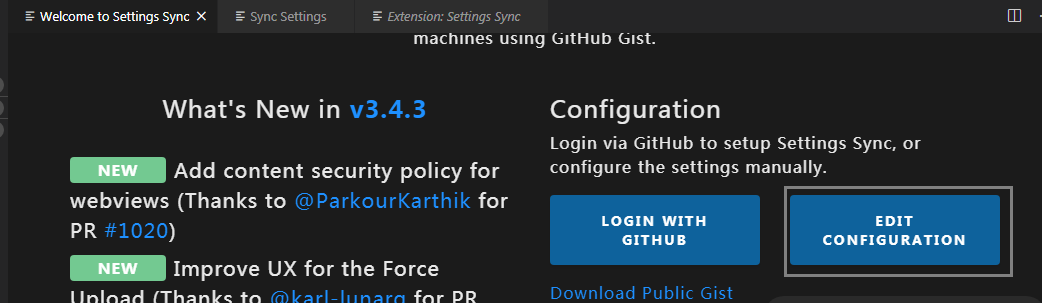 Welcome to Settings Sync
Sync Settings
Extension: Settings Sync
machines using GitHub Gist.
What's New in v3.4.3
NEW Add content security policy for
webviews (Thanks to @ParkourKarthik for
PR #1020)
NEW Improve UX for the Force
Upload (Thanks to @karl-lunarg for PR
Configuration
Login via GitHub to setup Settings Sync, or
configure the settings manually.
LOGIN WITH
GITHUB
EDIT
CONFIGURATION
Download Public Gist